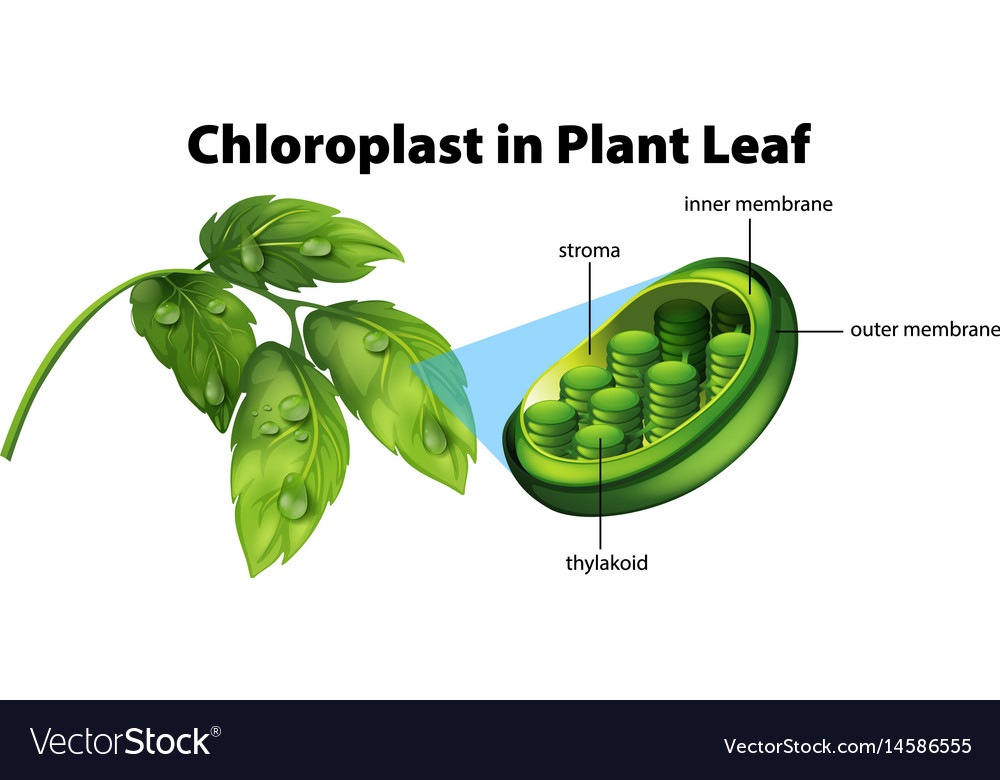 Chloroplast in Plant Leaf
inner membrane
stroma
outer membrane
thylakoid
VectorStock®
VectorStock.com/14586555